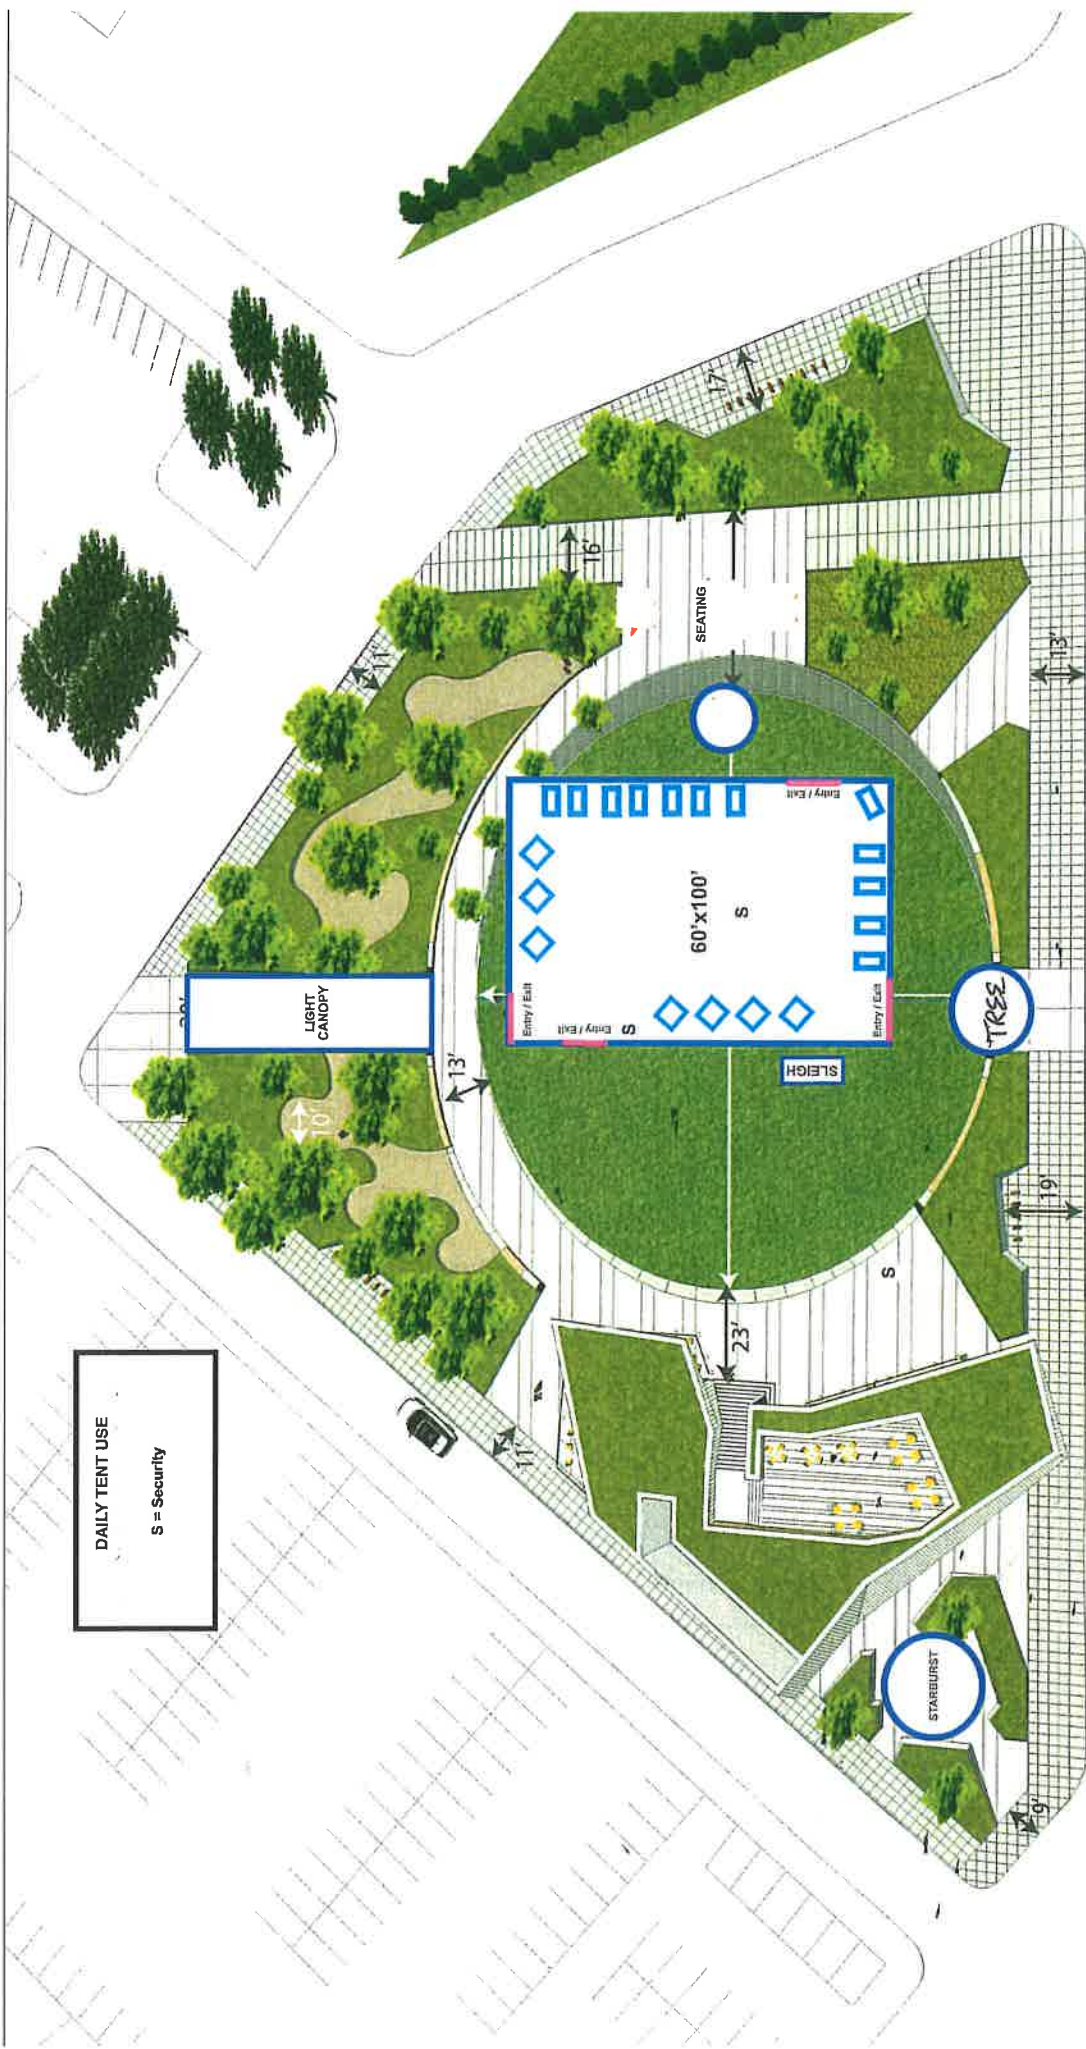 DAILY TENT USE
S = Security
11'
17'
16'
SEATING
LIGHT
CANOPY
10'
13'
60'x100'
S
Entry / Exit
Entry / Exit
Entry / Exit
Entry / Exit
S
SLEIGH
TREE
13'
19'
S
23'
11'
STARBURST
9'